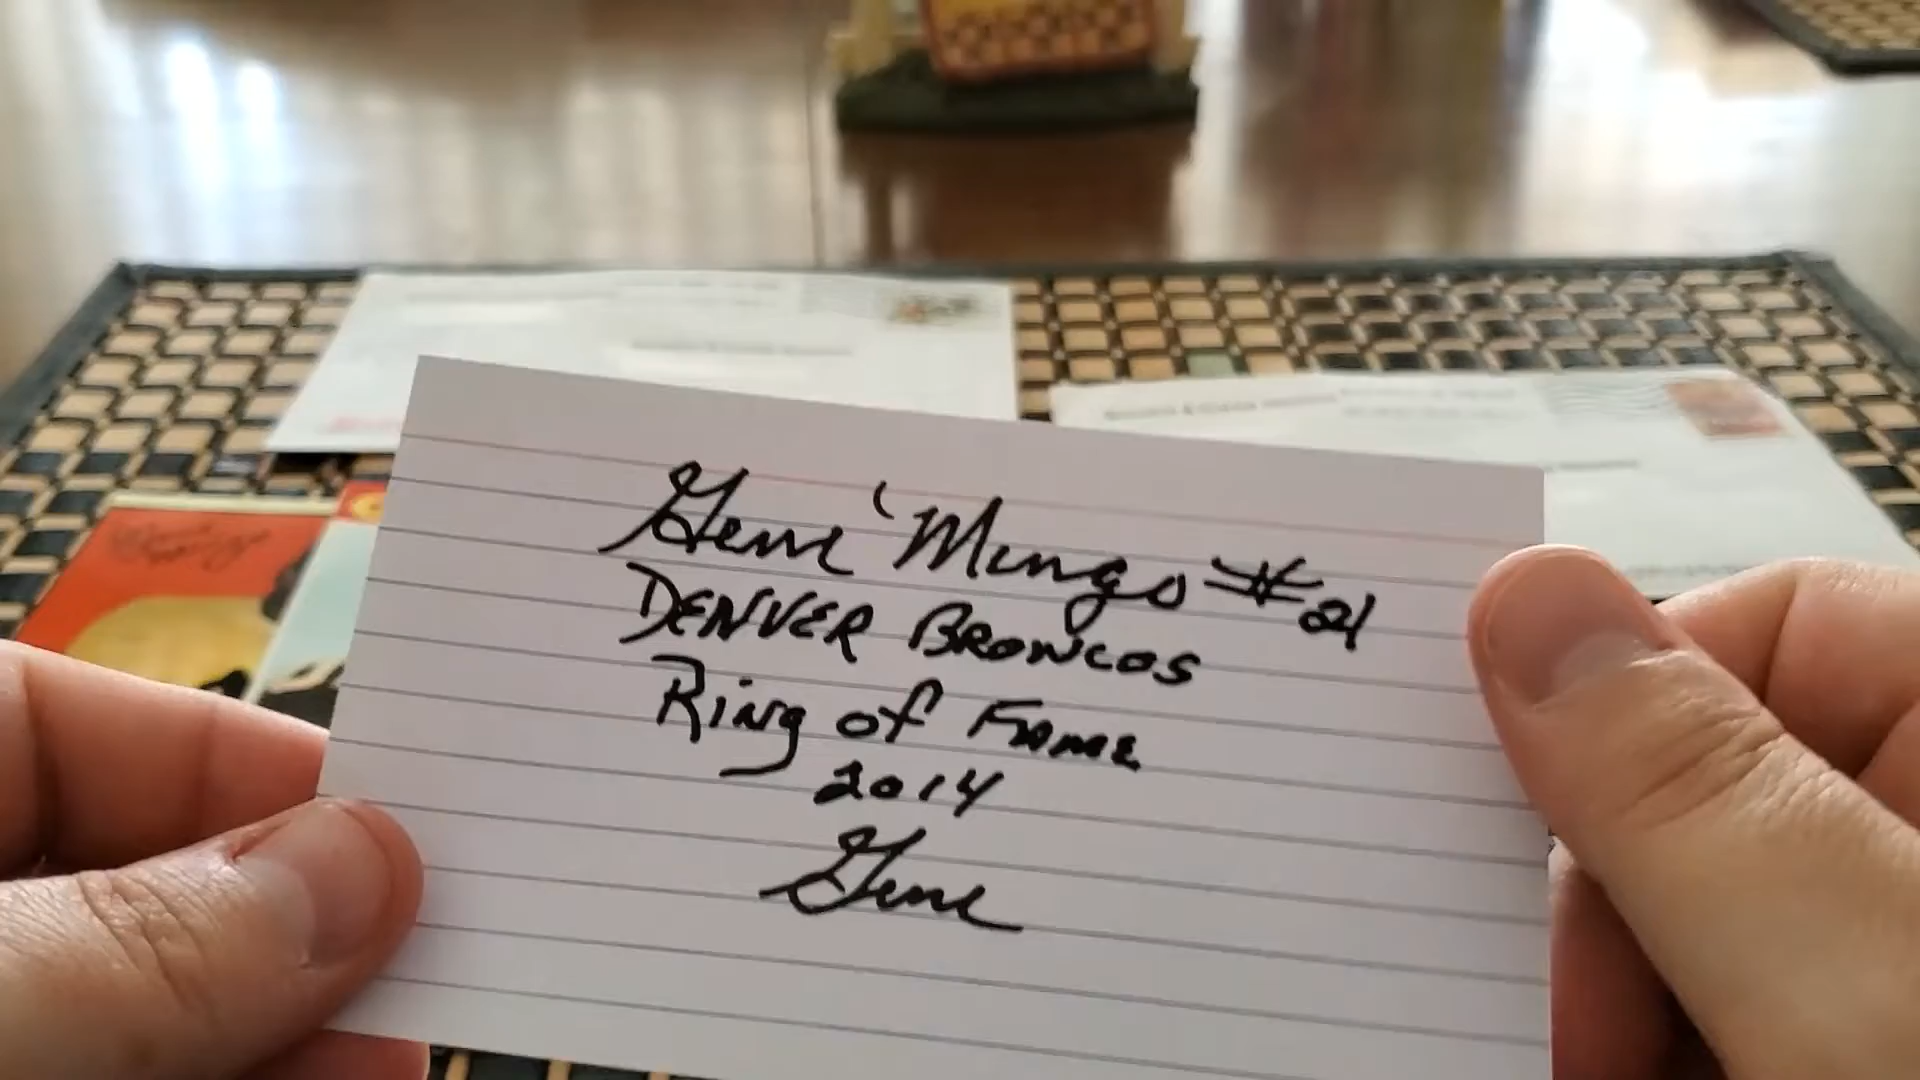 Gene Mingo #21
DENVER BRONCOS
Ring of Fame
2014
Gene